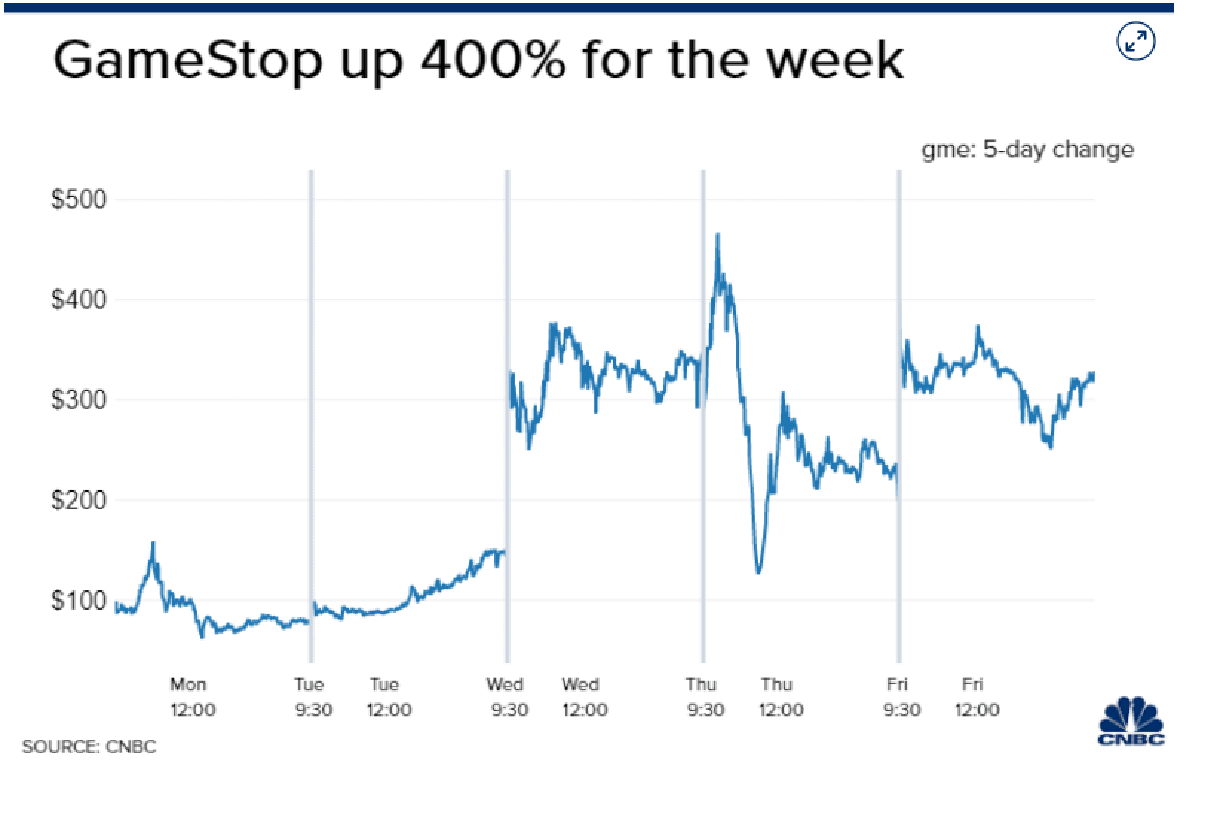 GameStop up 400% for the week
gme: 5-day change
$500
$400
$300
$200
$100
Mon Tue Tue Wed Wed Thu Thu Fri Fri
12:00 9:30 12:00 9:30 12:00 9:30 12:00 9:30 12:00
CNBC
SOURCE: CNBC